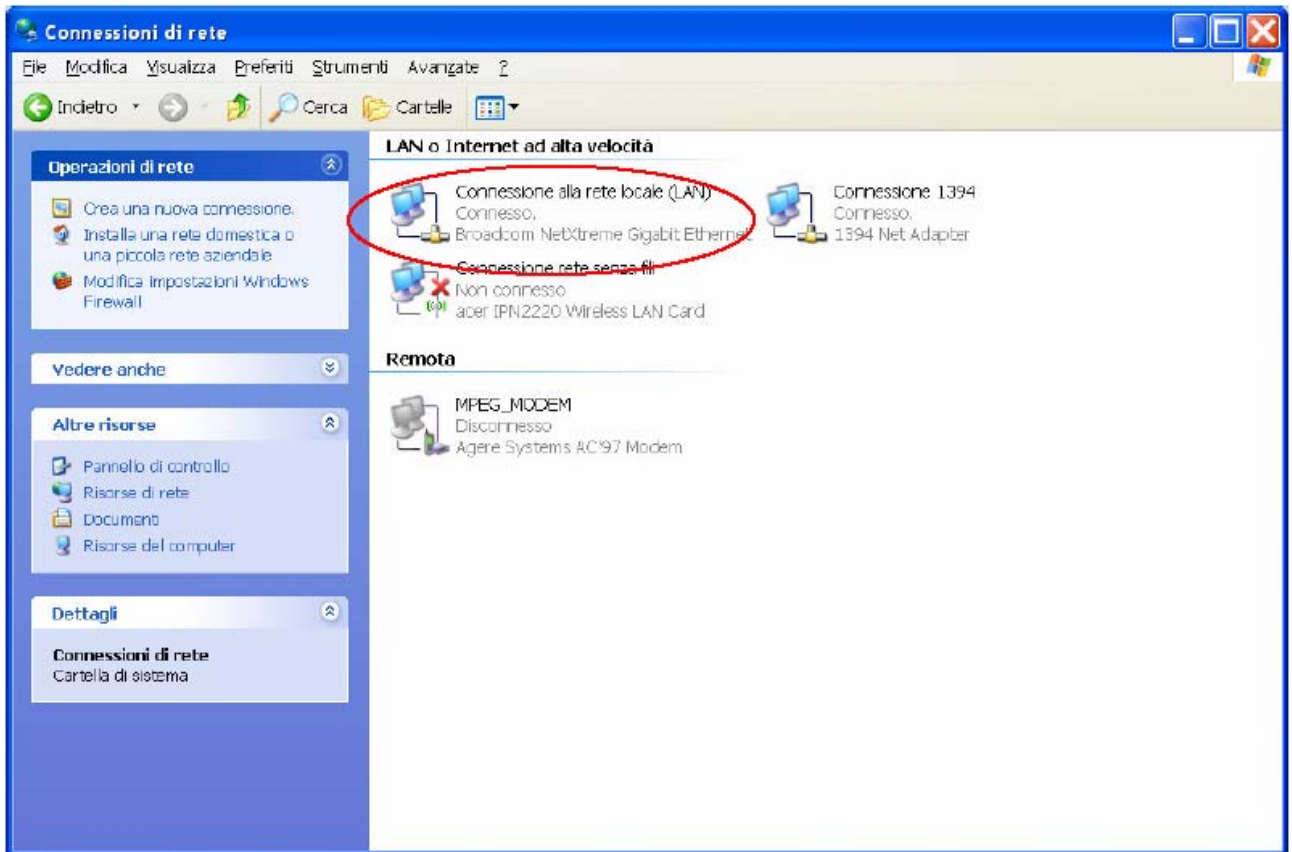 Connessioni di rete
File Modifica Visualizza Preferiti Strumenti Avanzate ?
Indietro Cerca Cartelle
Operazioni di rete
Crea una nuova connessione.
Installa una rete domestica o
una piccola rete aziendale
Modifica impostazioni Windows
Firewall
Vedere anche
Altre risorse
Pannello di controllo
Risorse di rete
Documenti
Risorse del computer
Dettagli
Connessioni di rete
Cartella di sistema
LAN o Internet ad alta velocità
Connessione alla rete locale (LAN)
Connesso,
Broadcom NetXtreme Gigabit Ethernet
Connessione 1394
Connesso,
1394 Net Adapter
Connessione rete senza fili
Non connesso
acer IPN2220 Wireless LAN Card
Remota
MPEG_MODEM
Disconnesso
Agere Systems AC'97 Modem